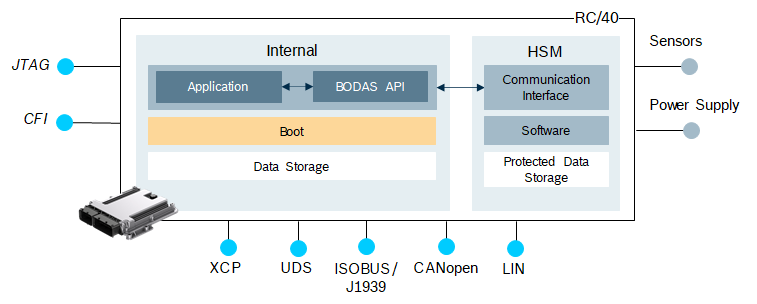 RC/40
Internal
HSM
Sensors
JTAG
Application
BODAS API
Communication
Interface
Power Supply
CFI
Boot
Software
Data Storage
Protected Data
Storage
XCP
UDS
ISOBUS/
J1939
CANopen
LIN